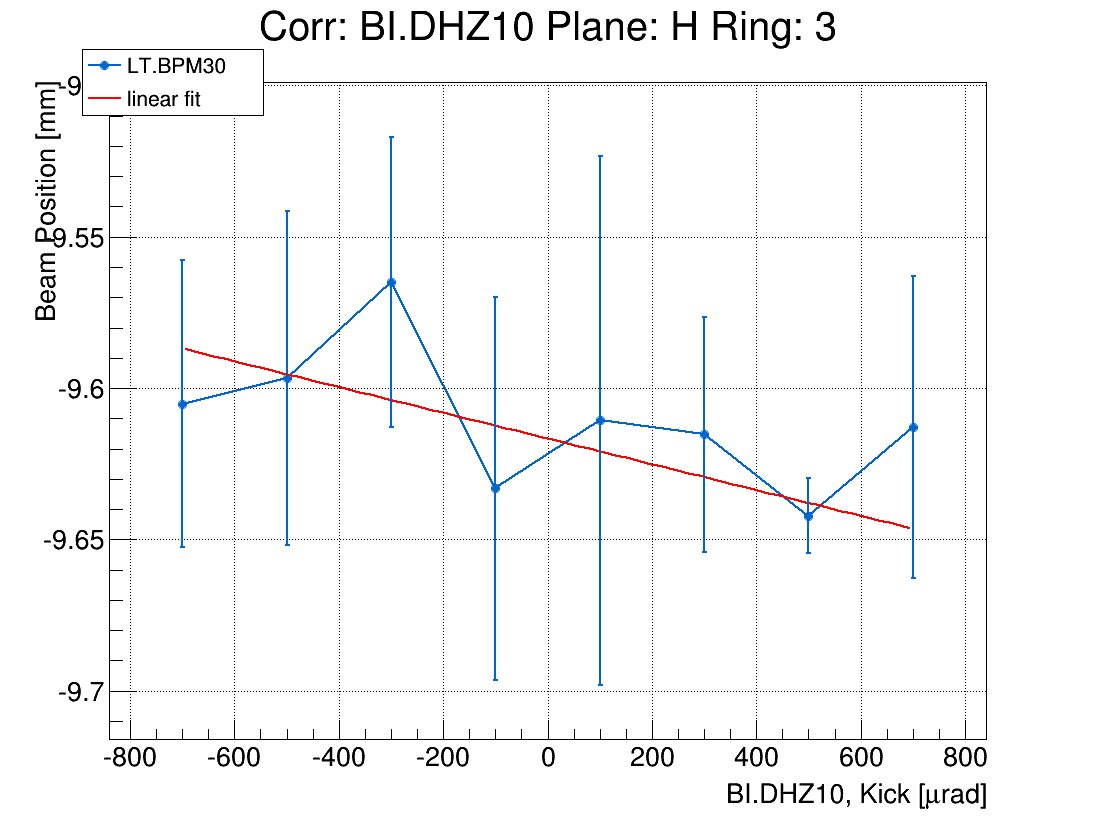 Corr: BI.DHZ10 Plane: H Ring: 3
LT.BPM30
linear fit
Beam Position [mm]
-9
9.55
-9.6
-9.65
-9.7
-800 -600 -400 -200 0 200 400 600 800
BI.DHZ10, Kick [μrad]